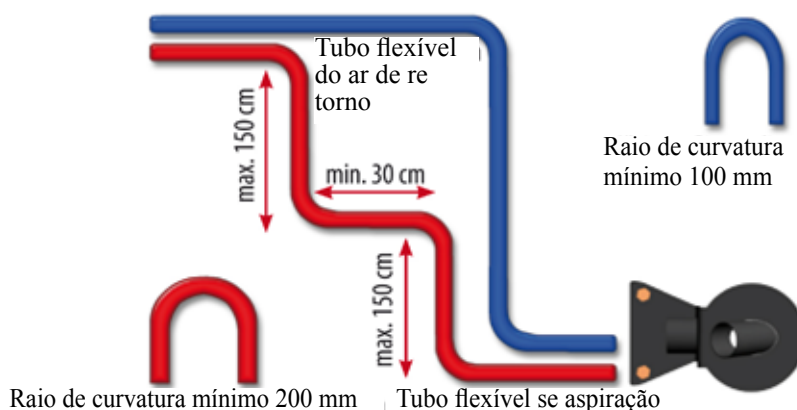 Tubo flexível
do ar de re
torno
max. 150 cm
min. 30 cm
max. 150 cm
Raio de curvatura
mínimo 100 mm
Raio de curvatura mínimo 200 mm
Tubo flexível se aspiração